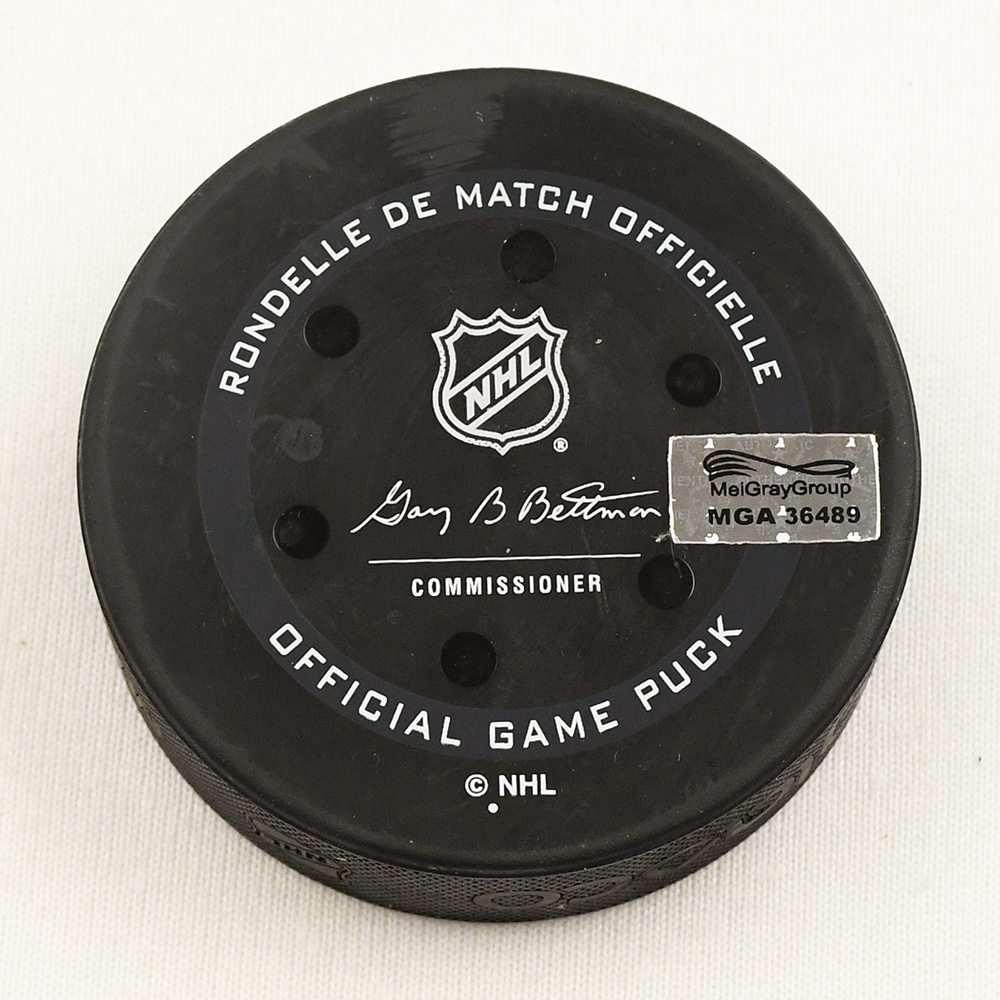 RONDELLE DE MATCH OFFICIELLE
NHL
®
Gary B Bettman
MeiGrayGroup
MGA 36489
COMMISSIONER
OFFICIAL GAME PUCK
© NHL